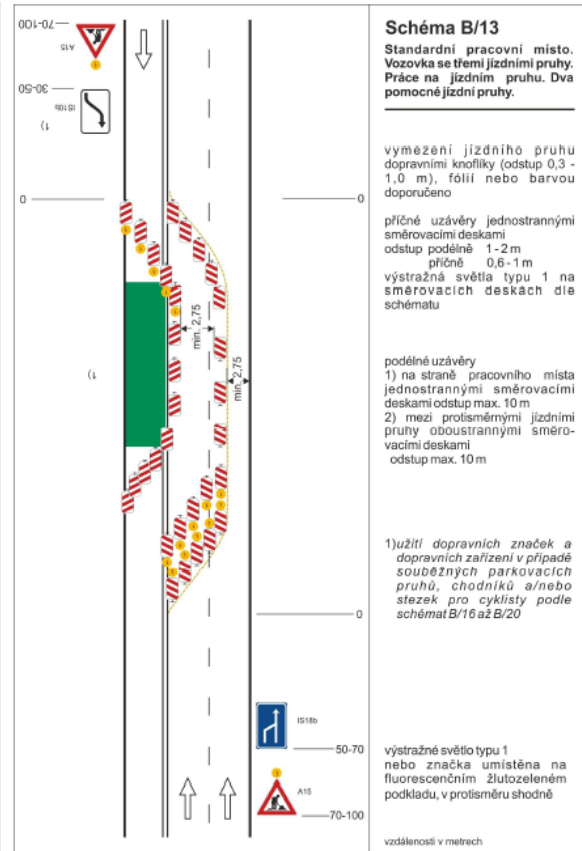 70-100
A15
30-50
IS10b
1)
0
0
min. 2,75
min. 2,75
1)
0
IS18b
50-70
A15
70-100
Schéma B/13
Standardní pracovní místo.
Vozovka se třemi jízdními pruhy.
Práce na jízdním pruhu. Dva
pomocné jízdní pruhy.
vymezení jízdního pruhu
dopravními knoflíky (odstup 0,3 -
1,0 m), fólií nebo barvou
doporučeno
příčné uzávěry jednostrannými
směrovacími deskami
odstup podélně 1-2 m
příčně 0,6-1 m
výstražná světla typu 1 na
směrovacích deskách dle
schématu
podélné uzávěry
1) na straně pracovního místa
jednostrannými směrovacími
deskami odstup max. 10 m
2) mezi protisměrnými jízdními
pruhy oboustrannými směro-
vacími deskami
odstup max. 10 m
1)užití dopravních značek a
dopravních zařízení v případě
souběžných parkovacích
pruhů, chodníků a/nebo
stezek pro cyklisty podle
schémat B/16 až B/20
výstražné světlo typu 1
nebo značka umístěna na
fluorescenčním žlutozeleném
podkladu, v protisměru shodně
vzdálenosti v metrech